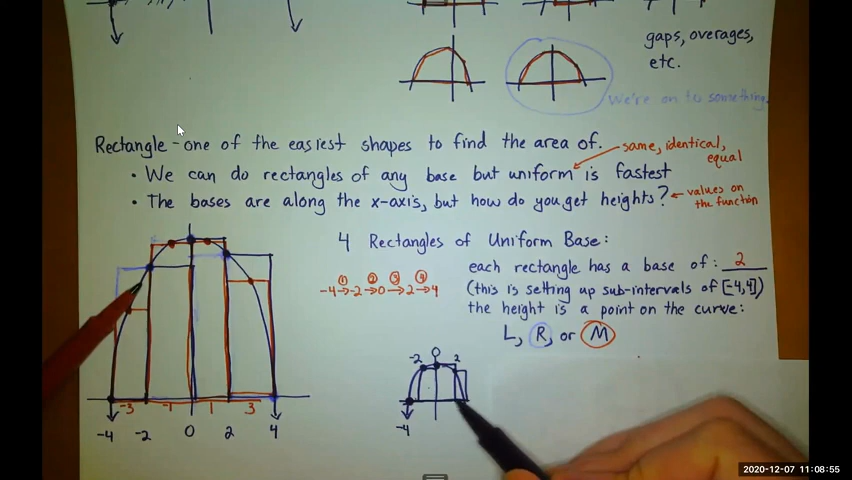 gaps, overages,
etc.
We're on to something.
Rectangle - one of the easiest shapes to find the area of.
same, identical,
equal
• We can do rectangles of any base but uniform is fastest
• The bases are along the x-axis, but how do you get heights?
values on
the function
4 Rectangles of Uniform Base:
each rectangle has a base of: 2
1 2 3 4
-4→-2→0→2→4
(this is setting up sub-intervals of [-4,4])
the height is a point on the curve:
L, R, or M
-2 0 2
-4
-3 -1 1 3
-4 -2 0 2 4
2020-12-07 11:08:55